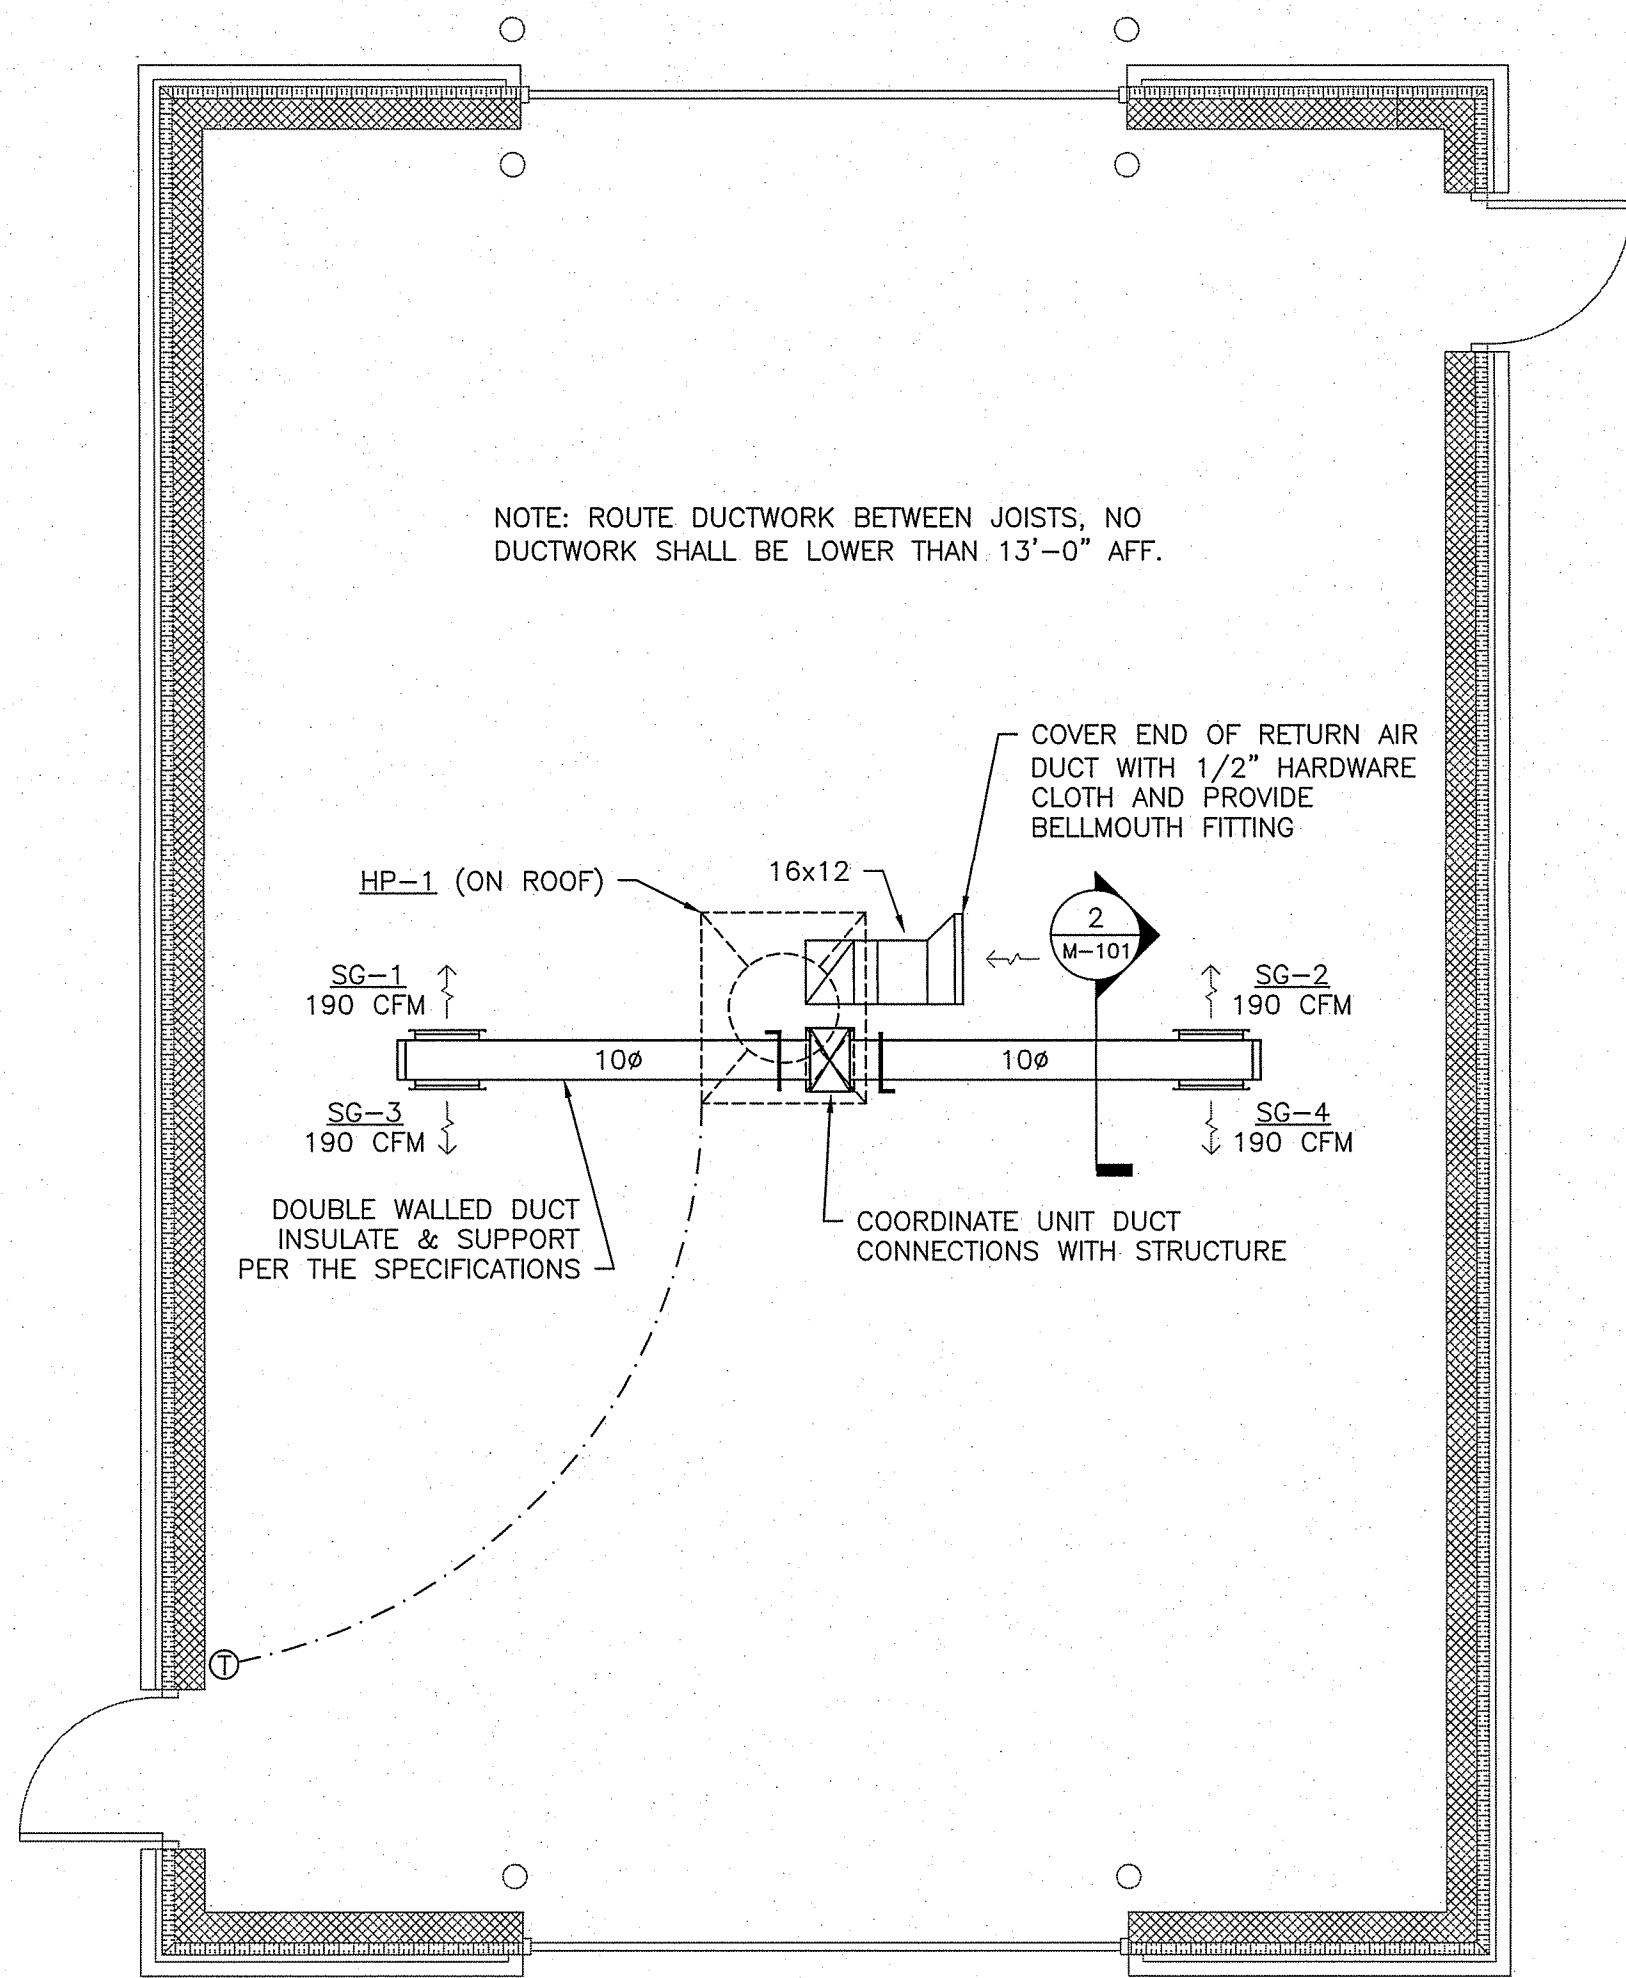 NOTE: ROUTE DUCTWORK BETWEEN JOISTS, NO
DUCTWORK SHALL BE LOWER THAN 13'-0" AFF.
COVER END OF RETURN AIR
DUCT WITH 1/2" HARDWARE
CLOTH AND PROVIDE
BELLMOUTH FITTING
HP-1 (ON ROOF)
16x12
2
M-101
SG-1
190 CFM
SG-2
190 CFM
10ø
10ø
SG-3
190 CFM
SG-4
190 CFM
DOUBLE WALLED DUCT
INSULATE & SUPPORT
PER THE SPECIFICATIONS
COORDINATE UNIT DUCT
CONNECTIONS WITH STRUCTURE
T